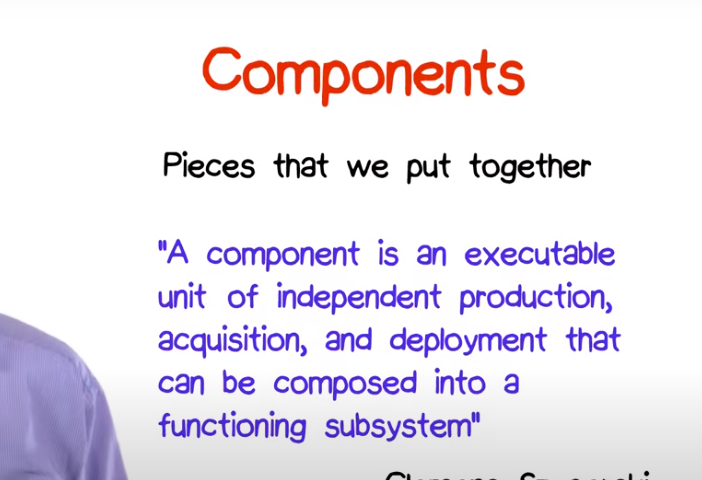 Components
Pieces that we put together
"A component is an executable
unit of independent production,
acquisition, and deployment that
can be composed into a
functioning subsystem"